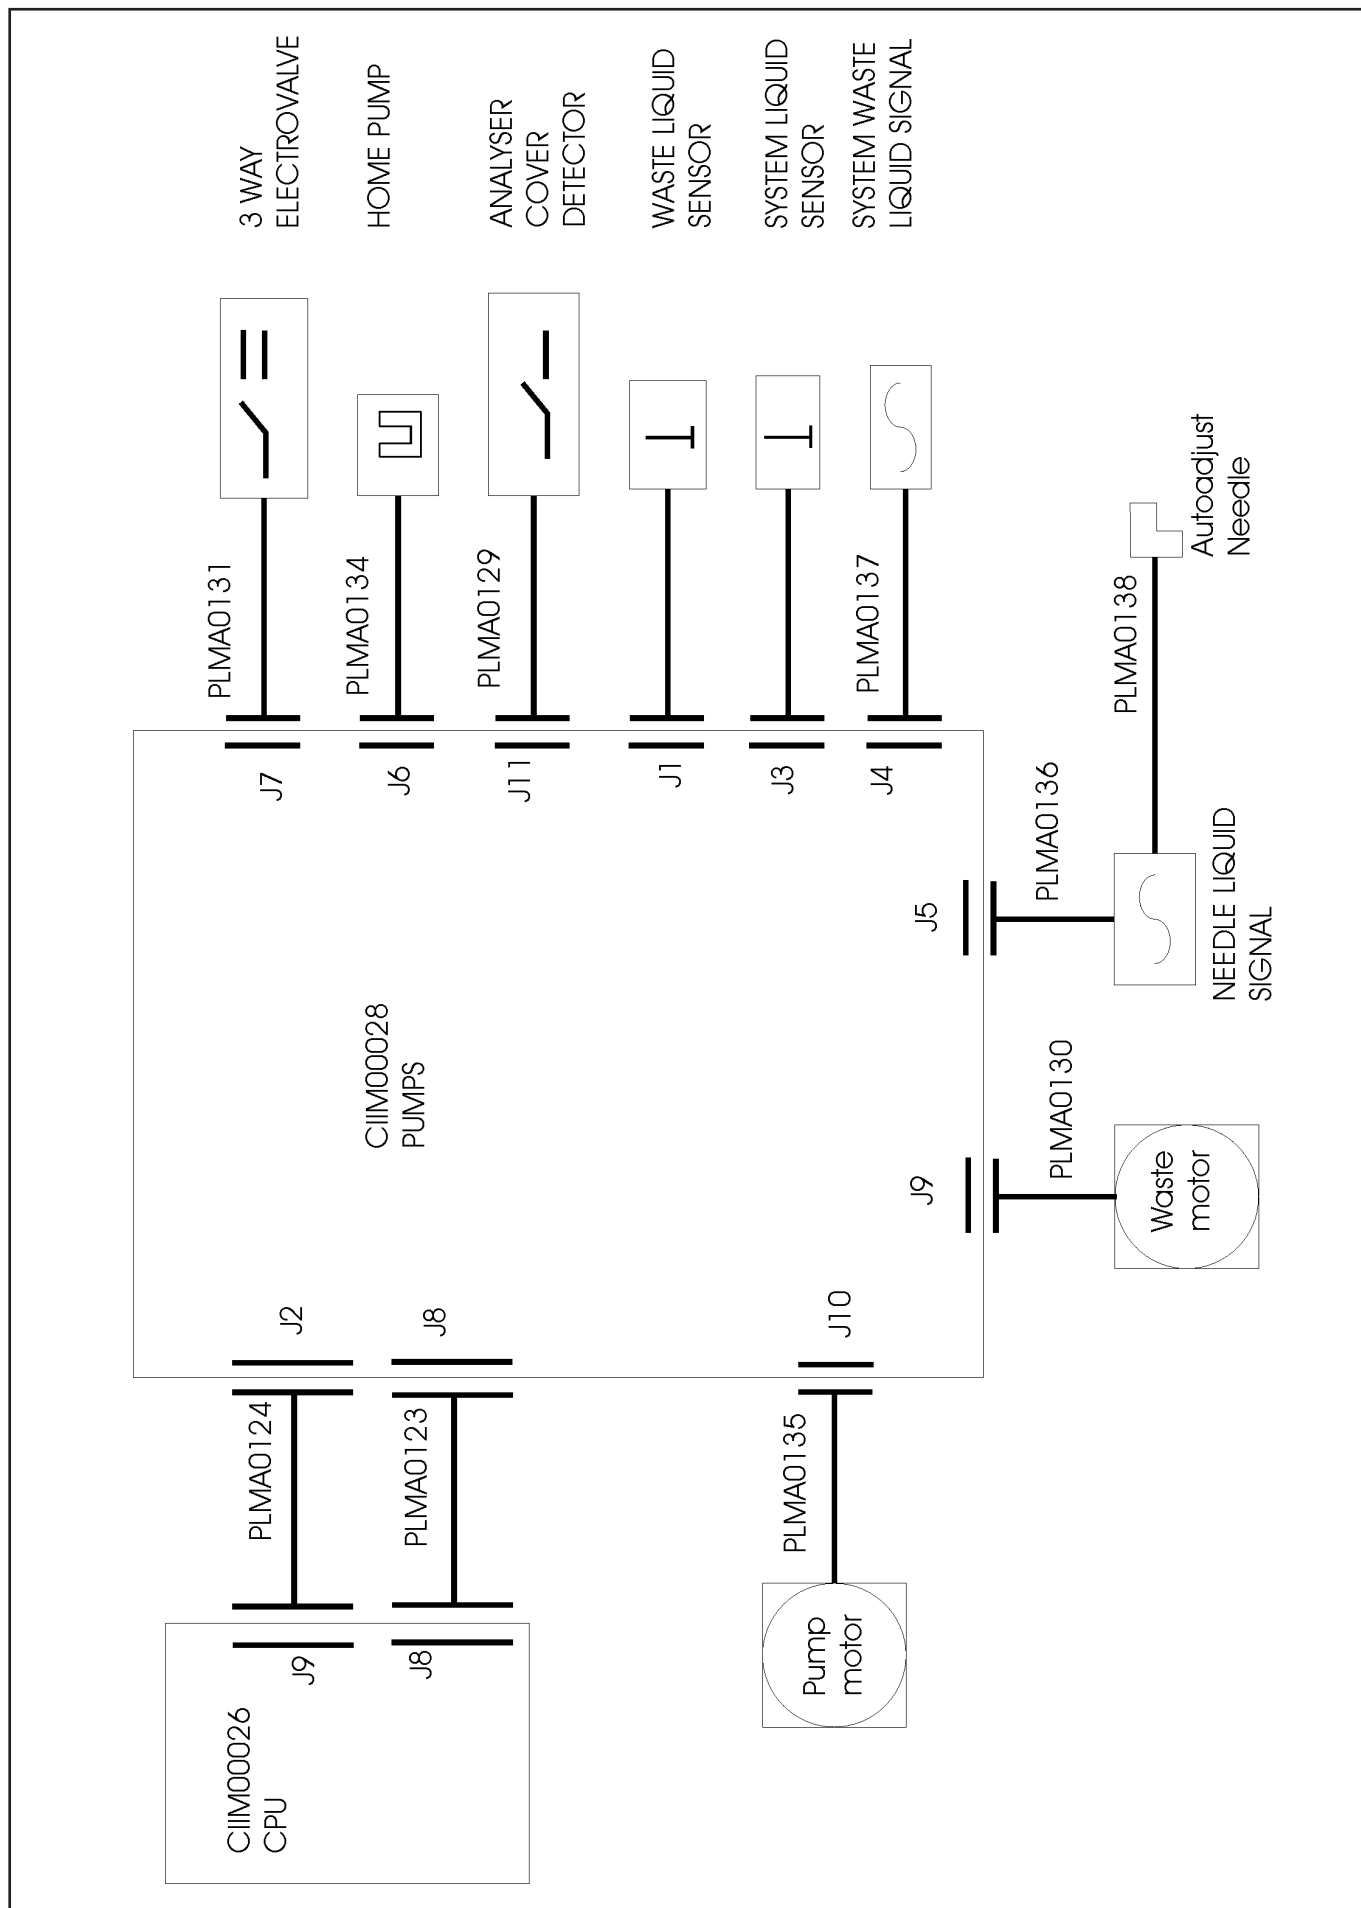 3 WAY
ELECTROVALVE
HOME PUMP
ANALYSER
COVER
DETECTOR
WASTE LIQUID
SENSOR
SYSTEM LIQUID
SENSOR
SYSTEM WASTE
LIQUID SIGNAL
PLMA0131
PLMA0134
PLMA0129
PLMA0137
J7
J6
J11
J1
J3
J4
Autoadjust
Needle
PLMA0138
PLMA0136
J5
NEEDLE LIQUID
SIGNAL
CIIM00028
PUMPS
PLMA0130
J9
Waste
motor
J2
J8
J10
PLMA0124
PLMA0123
PLMA0135
J9
J8
Pump
motor
CIIM00026
CPU